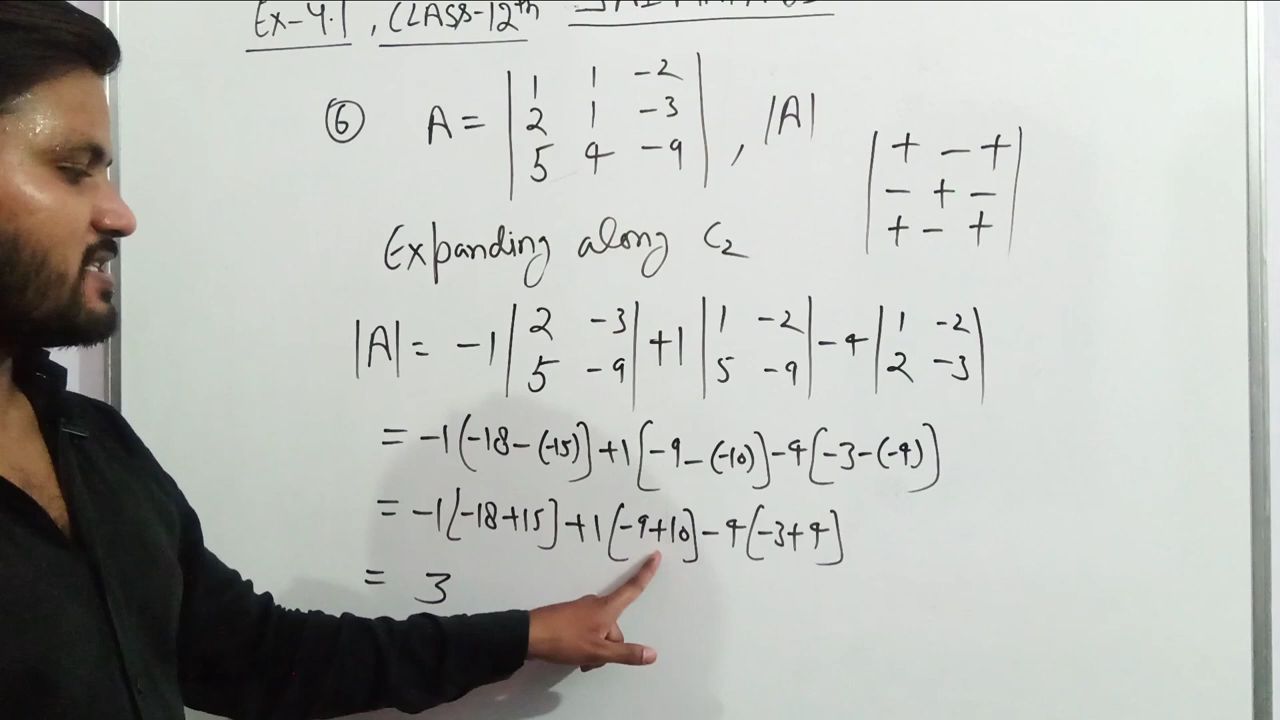 Ex-4.1, CLASS-12th
⑥ A = | 1 1 -2 | , |A|
| 2 1 -3 |
| 5 4 -9 |
| + - + |
| - + - |
| + - + |
Expanding along C₂
|A| = -1 | 2 -3 | +1 | 1 -2 | -4 | 1 -2 |
| 5 -9 | | 5 -9 | | 2 -3 |
= -1(-18-(-15)] +1[-9-(-10)] -4[-3-(-4)]
= -1[-18+15] +1[-9+10] -4[-3+4]
= 3